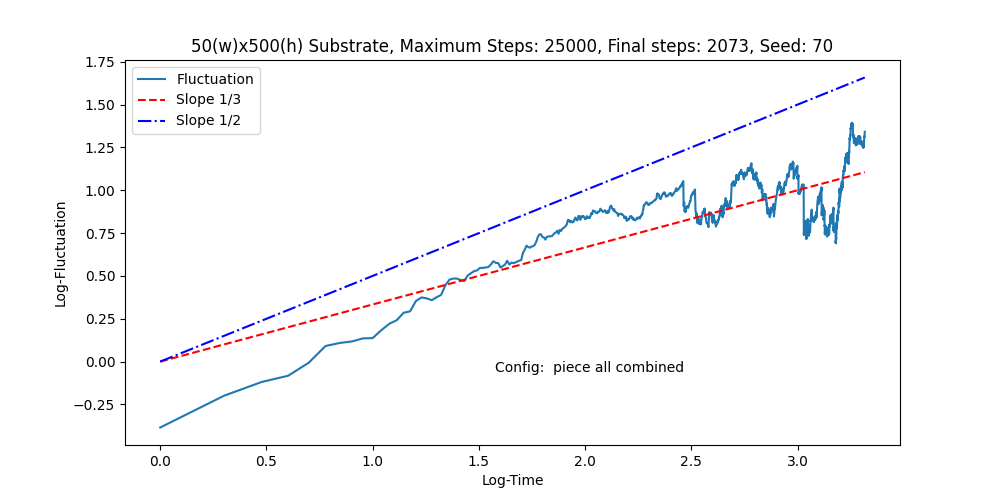 50(w)x500(h) Substrate, Maximum Steps: 25000, Final steps: 2073, Seed: 70
1.75
1.50
1.25
1.00
0.75
0.50
0.25
0.00
−0.25
Log-Fluctuation
Fluctuation
Slope 1/3
Slope 1/2
Config:  piece all combined
0.0 0.5 1.0 1.5 2.0 2.5 3.0
Log-Time